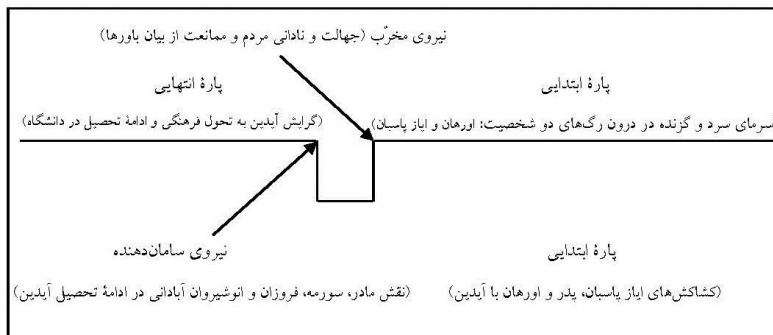 نیروی مخرّب (جهالت و نادانی مردم و ممانعت از بیان باورها)
پارهٔ ابتدایی
سرمای سرد و گزنده در درون رگ‌های دو شخصیت: اورهان و ایاز پاسبان)
پارهٔ انتهایی
(گرایش آیدین به تحول فرهنگی و ادامهٔ تحصیل در دانشگاه)
پارهٔ ابتدایی
(کشاکش‌های ایاز پاسبان، پدر و اورهان با آیدین)
نیروی سامان‌دهنده
(نقش مادر، سورمه، فروزان و انوشیروان آبادانی در ادامهٔ تحصیل آیدین)